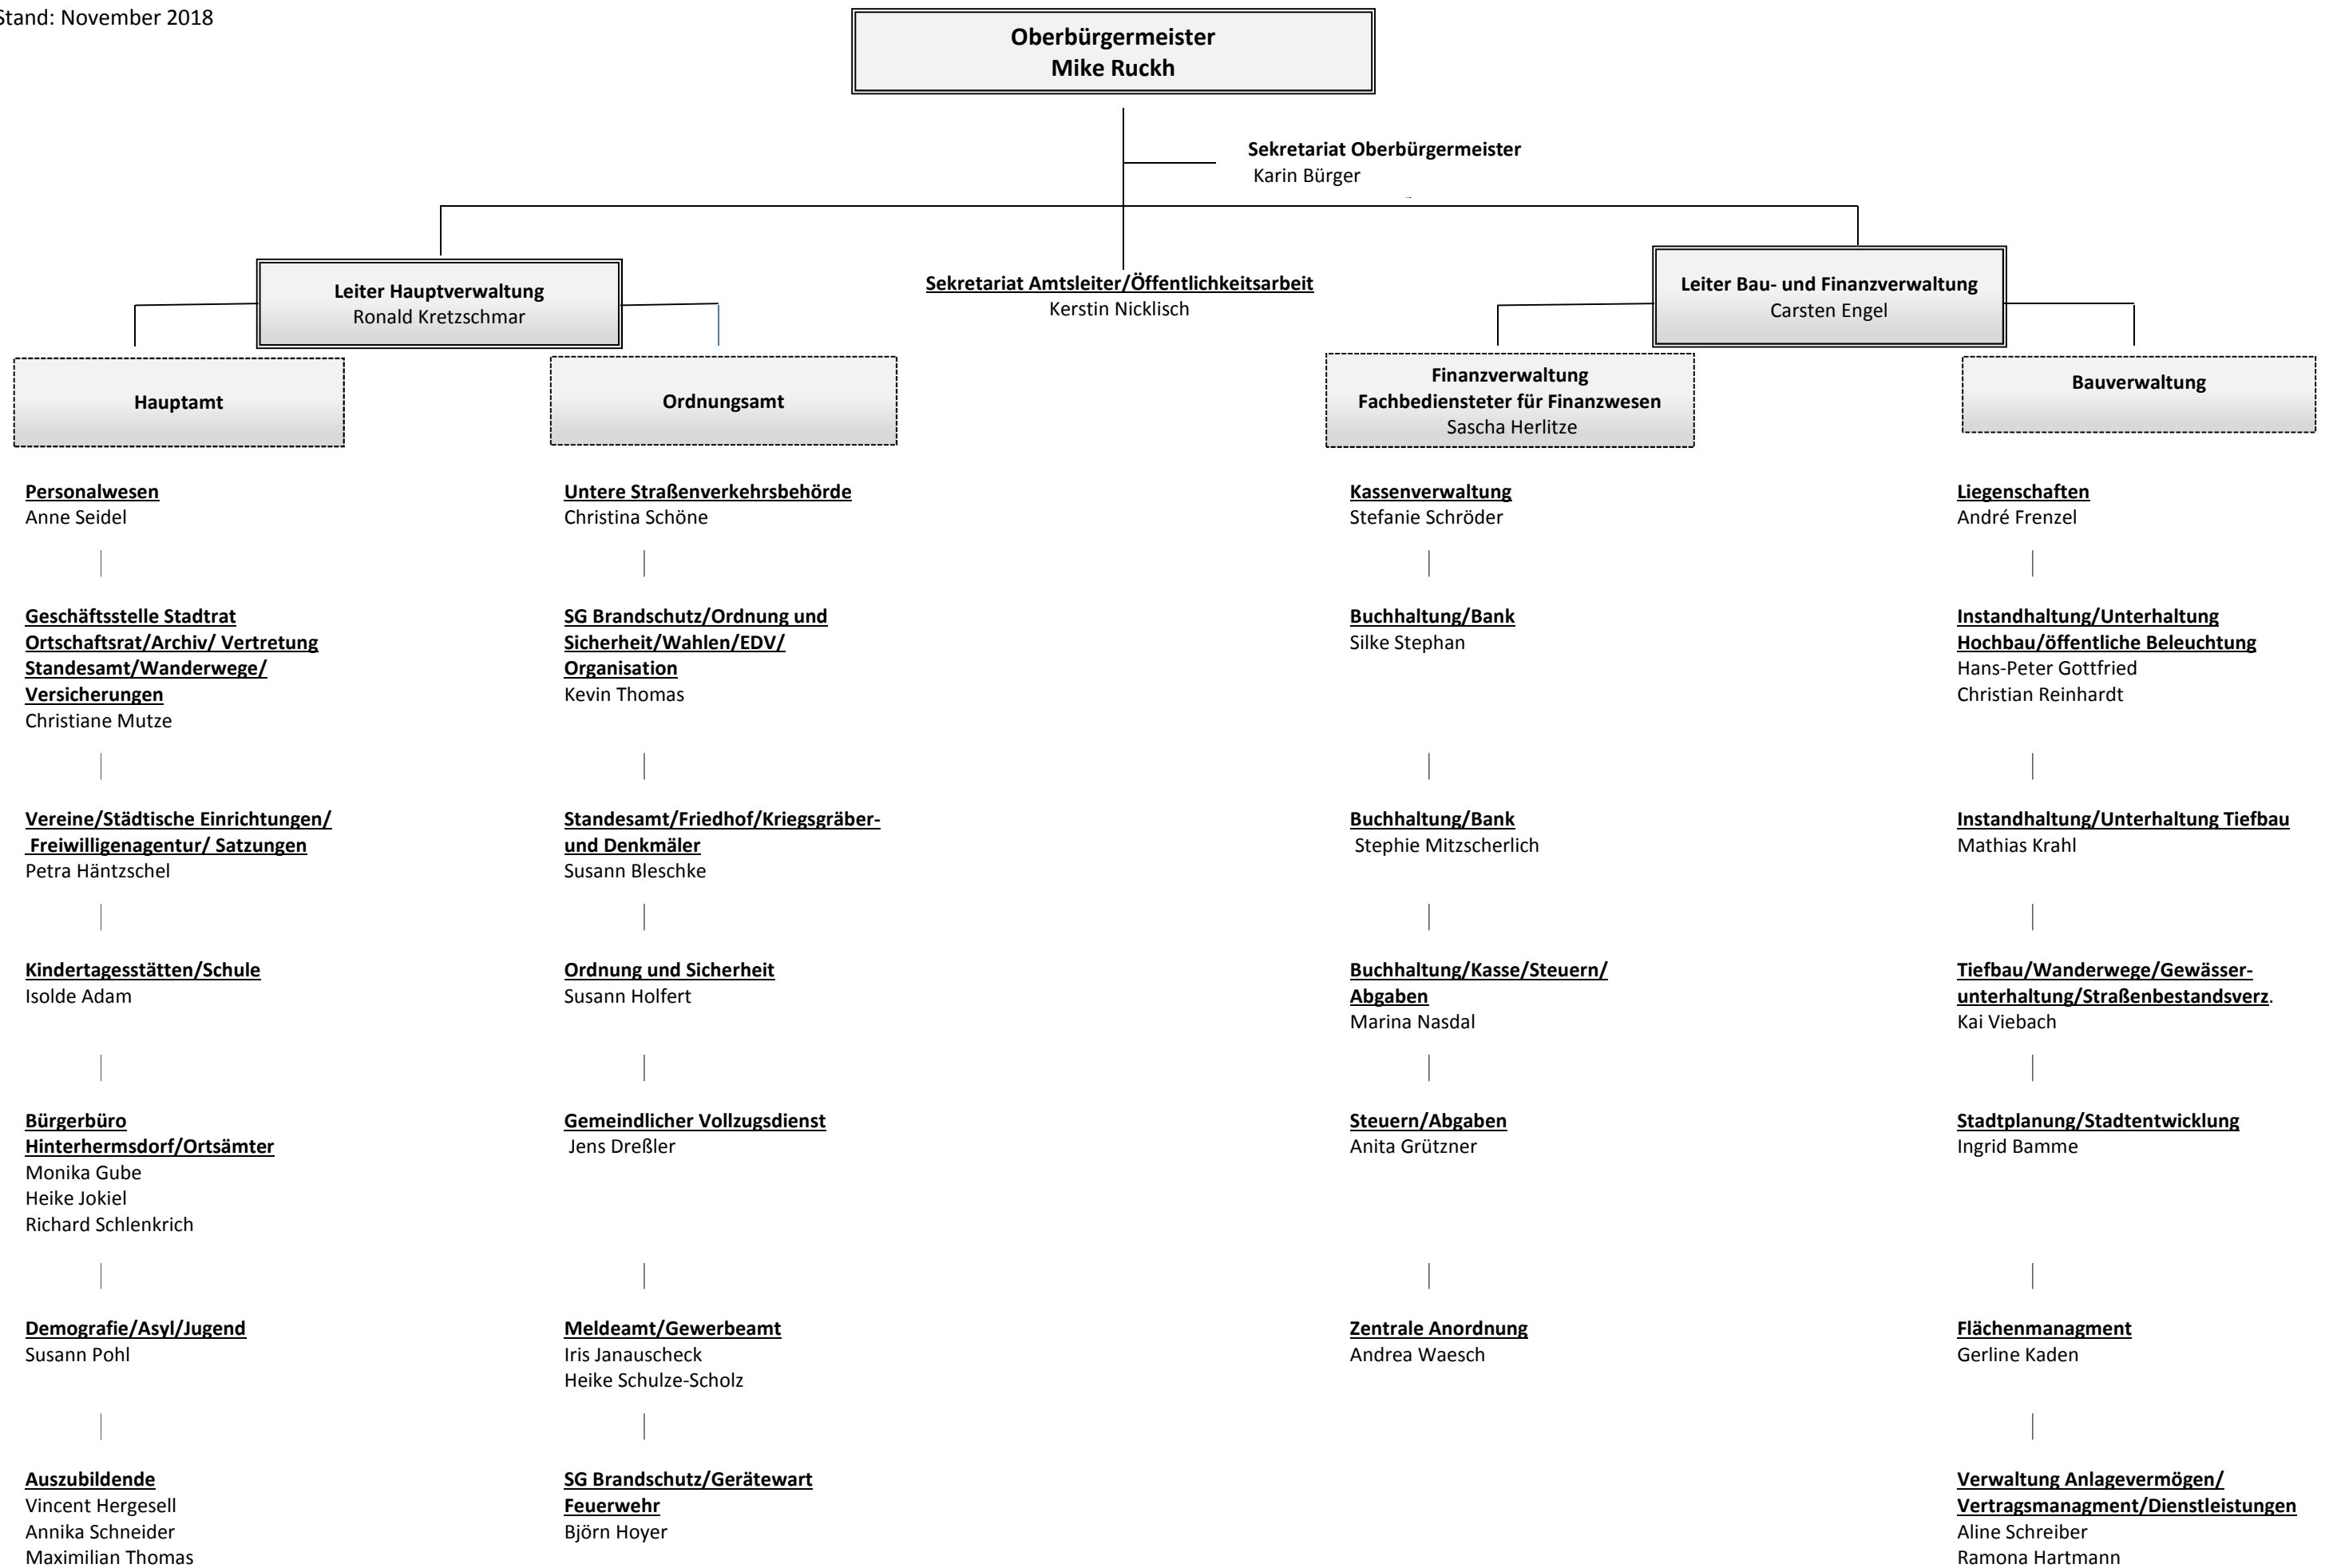 Stand: November 2018
Oberbürgermeister
Mike Ruckh
Sekretariat Oberbürgermeister
Karin Bürger
Leiter Hauptverwaltung
Ronald Kretzschmar
Sekretariat Amtsleiter/Öffentlichkeitsarbeit
Kerstin Nicklisch
Leiter Bau- und Finanzverwaltung
Carsten Engel
Hauptamt
Ordnungsamt
Finanzverwaltung
Fachbediensteter für Finanzwesen
Sascha Herlitze
Bauverwaltung
Personalwesen
Anne Seidel
Geschäftsstelle Stadtrat
Ortschaftsrat/Archiv/ Vertretung
Standesamt/Wanderwege/
Versicherungen
Christiane Mutze
Vereine/Städtische Einrichtungen/
Freiwilligenagentur/ Satzungen
Petra Häntzschel
Kindertagesstätten/Schule
Isolde Adam
Bürgerbüro
Hinterhermsdorf/Ortsämter
Monika Gube
Heike Jokiel
Richard Schlenkrich
Demografie/Asyl/Jugend
Susann Pohl
Auszubildende
Vincent Hergesell
Annika Schneider
Maximilian Thomas
Untere Straßenverkehrsbehörde
Christina Schöne
SG Brandschutz/Ordnung und
Sicherheit/Wahlen/EDV/
Organisation
Kevin Thomas
Standesamt/Friedhof/Kriegsgräber-
und Denkmäler
Susann Bleschke
Ordnung und Sicherheit
Susann Holfert
Gemeindlicher Vollzugsdienst
Jens Dreßler
Meldeamt/Gewerbeamt
Iris Janauscheck
Heike Schulze-Scholz
SG Brandschutz/Gerätewart
Feuerwehr
Björn Hoyer
Kassenverwaltung
Stefanie Schröder
Buchhaltung/Bank
Silke Stephan
Buchhaltung/Bank
Stephie Mitzscherlich
Buchhaltung/Kasse/Steuern/
Abgaben
Marina Nasdal
Steuern/Abgaben
Anita Grützner
Zentrale Anordnung
Andrea Waesch
Liegenschaften
André Frenzel
Instandhaltung/Unterhaltung
Hochbau/öffentliche Beleuchtung
Hans-Peter Gottfried
Christian Reinhardt
Instandhaltung/Unterhaltung Tiefbau
Mathias Krahl
Tiefbau/Wanderwege/Gewässer-
unterhaltung/Straßenbestandsverz.
Kai Viebach
Stadtplanung/Stadtentwicklung
Ingrid Bamme
Flächenmanagment
Gerline Kaden
Verwaltung Anlagevermögen/
Vertragsmanagment/Dienstleistungen
Aline Schreiber
Ramona Hartmann